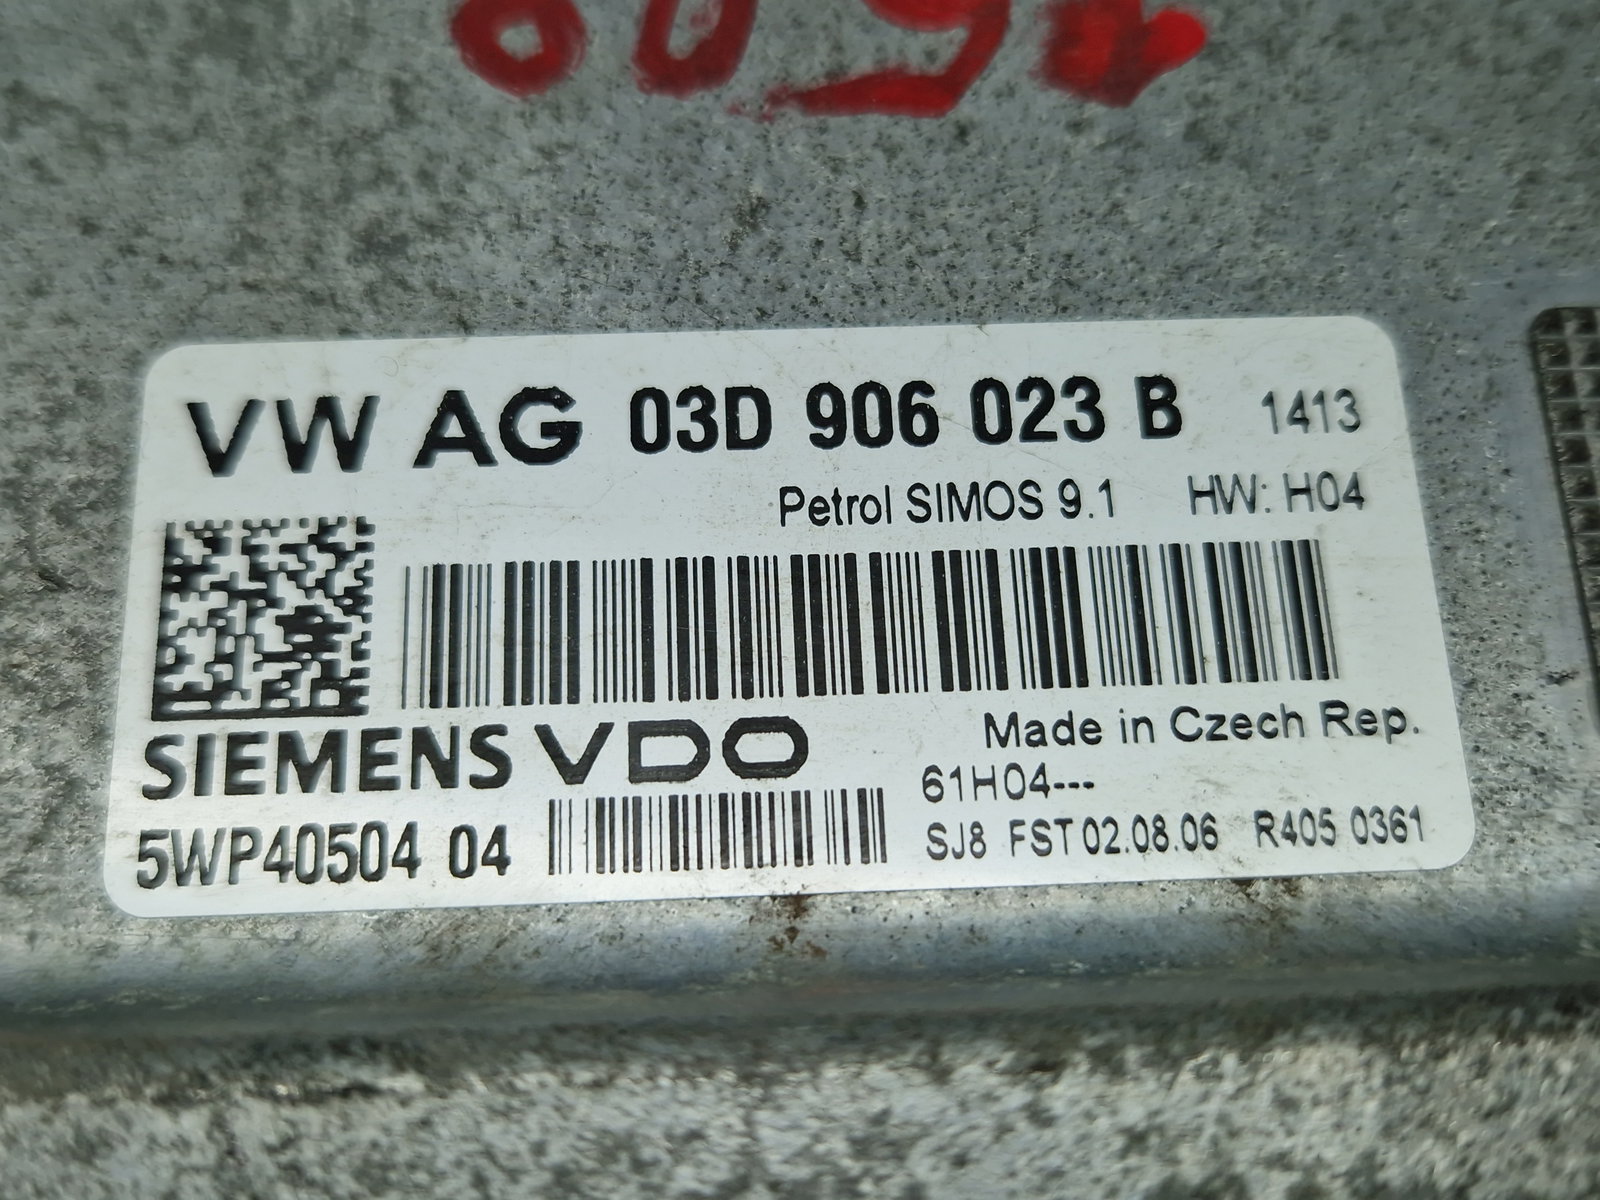 VW AG 03D 906 023 B 1413
Petrol SIMOS 9.1 HW: H04
SIEMENS VDO
Made in Czech Rep.
61H04---
5WP40504 04
SJ8 FST 02.08.06 R405 0361